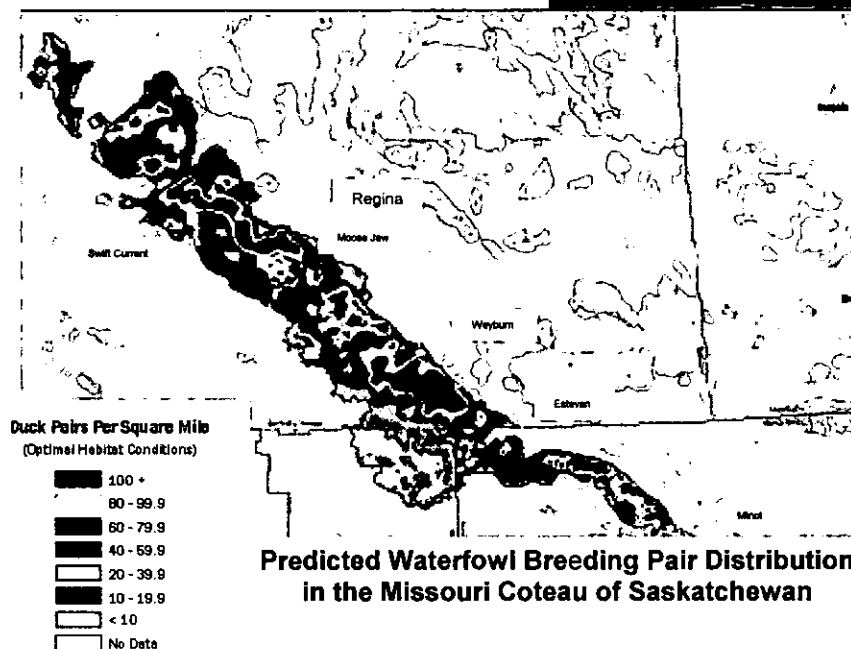 Regina
Moose Jaw
Swift Current
Weyburn
Estevan
Minot
Duck Pairs Per Square Mile
(Optimal Habitat Conditions)
100 +
80 - 99.9
60 - 79.9
40 - 59.9
20 - 39.9
10 - 19.9
< 10
No Data
Predicted Waterfowl Breeding Pair Distribution
in the Missouri Coteau of Saskatchewan